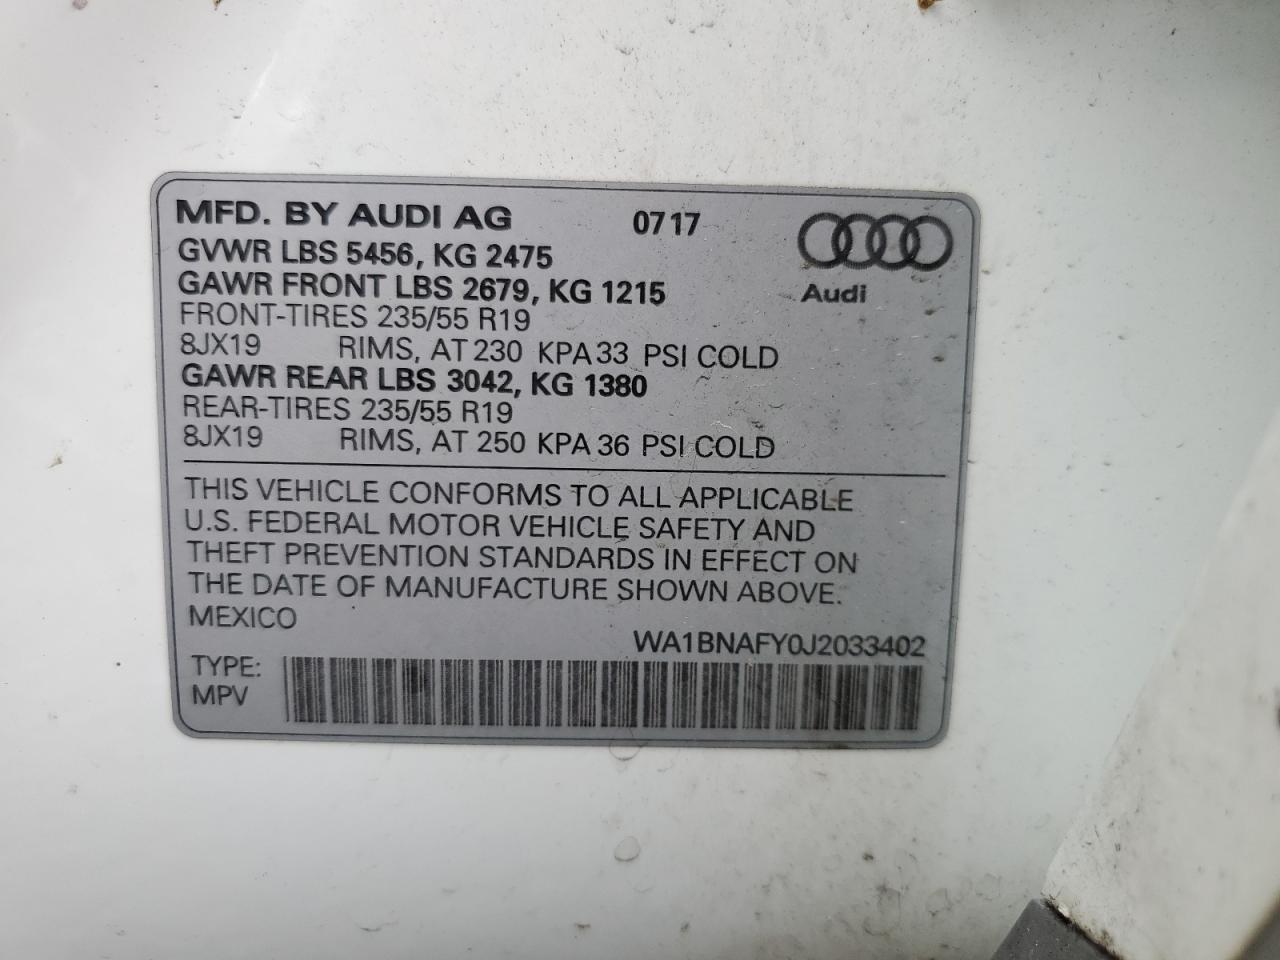 MFD. BY AUDI AG 0717
GVWR LBS 5456, KG 2475
GAWR FRONT LBS 2679, KG 1215
Audi
FRONT-TIRES 235/55 R19
8JX19 RIMS, AT 230 KPA 33 PSI COLD
GAWR REAR LBS 3042, KG 1380
REAR-TIRES 235/55 R19
8JX19 RIMS, AT 250 KPA 36 PSI COLD
THIS VEHICLE CONFORMS TO ALL APPLICABLE
U.S. FEDERAL MOTOR VEHICLE SAFETY AND
THEFT PREVENTION STANDARDS IN EFFECT ON
THE DATE OF MANUFACTURE SHOWN ABOVE.
MEXICO
WA1BNAFY0J2033402
TYPE:
MPV